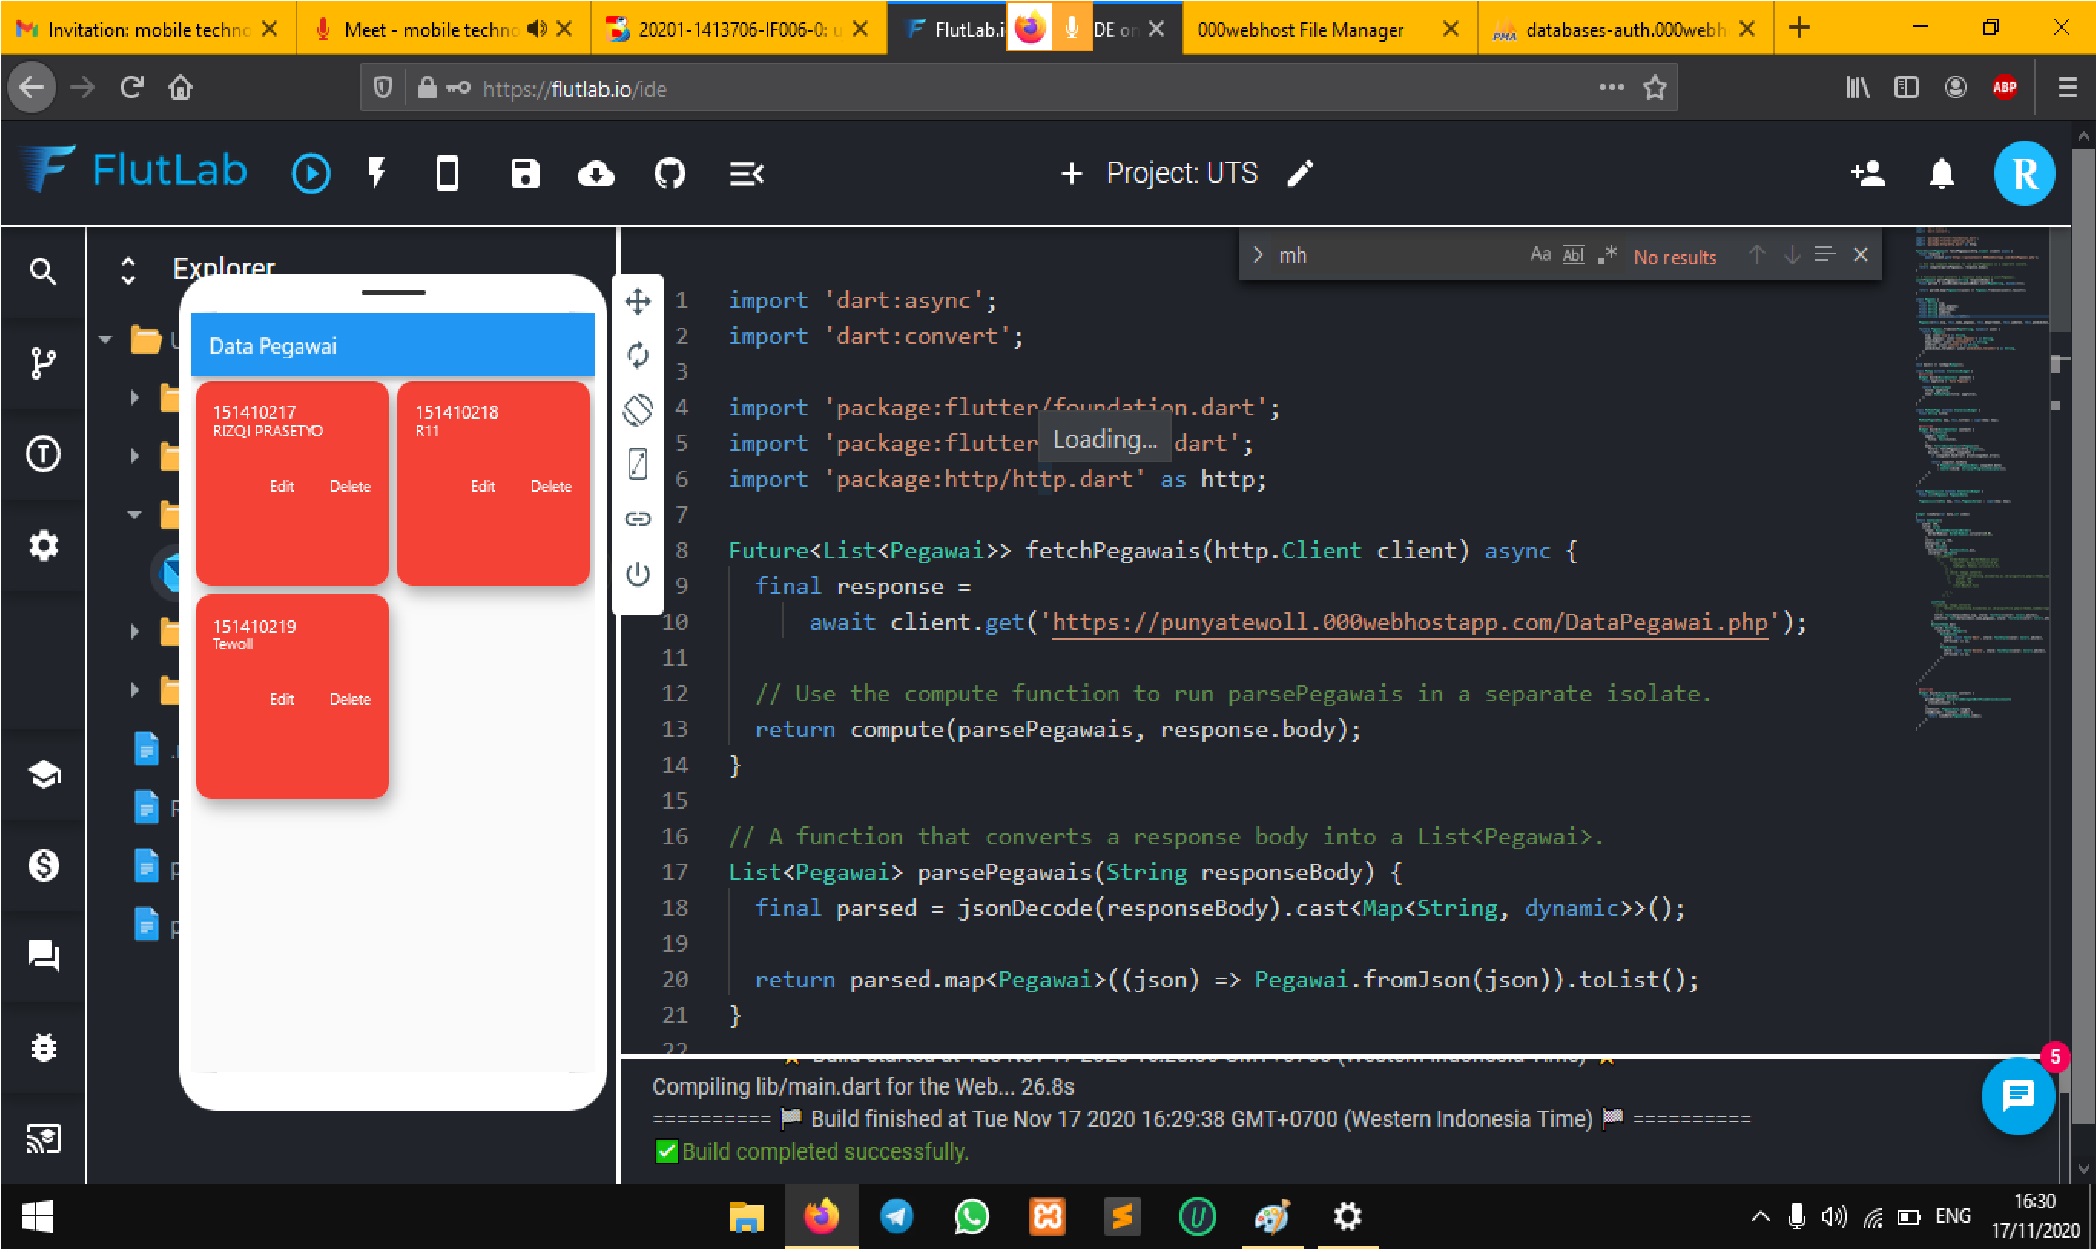 Invitation: mobile techno
Meet - mobile techno
20201-1413706-IF006-0: u
FlutLab.i
DE on
000webhost File Manager
databases-auth.000webh
https://flutlab.io/ide
ABP
FlutLab
Project: UTS
R
Explorer
mh
Aa
Abl
No results
Data Pegawai
151410217
RIZQI PRASETYO
Edit
Delete
151410218
R11
Edit
Delete
151410219
Tewoll
Edit
Delete
1 import 'dart:async';
2 import 'dart:convert';
3
4 import 'package:flutter/foundation.dart';
5 import 'package:flutter dart';
Loading...
6 import 'package:http/http.dart' as http;
7
8 Future<List<Pegawai>> fetchPegawais(http.Client client) async {
9 final response =
10 await client.get('https://punyatewoll.000webhostapp.com/DataPegawai.php');
11
12 // Use the compute function to run parsePegawais in a separate isolate.
13 return compute(parsePegawais, response.body);
14 }
15
16 // A function that converts a response body into a List<Pegawai>.
17 List<Pegawai> parsePegawais(String responseBody) {
18 final parsed = jsonDecode(responseBody).cast<Map<String, dynamic>>();
19
20 return parsed.map<Pegawai>((json) => Pegawai.fromJson(json)).toList();
21 }
22
Compiling lib/main.dart for the Web... 26.8s
========== Build finished at Tue Nov 17 2020 16:29:38 GMT+0700 (Western Indonesia Time) ==========
Build completed successfully.
5
ENG
16:30
17/11/2020